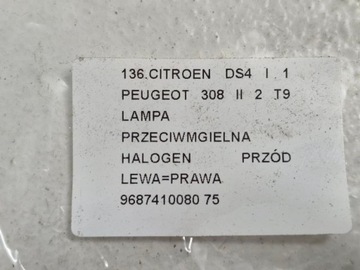 136.CITROEN DS4 I 1
PEUGEOT 308 II 2 T9
LAMPA
PRZECIWMGIELNA
HALOGEN PRZÓD
LEWA=PRAWA
9687410080 75